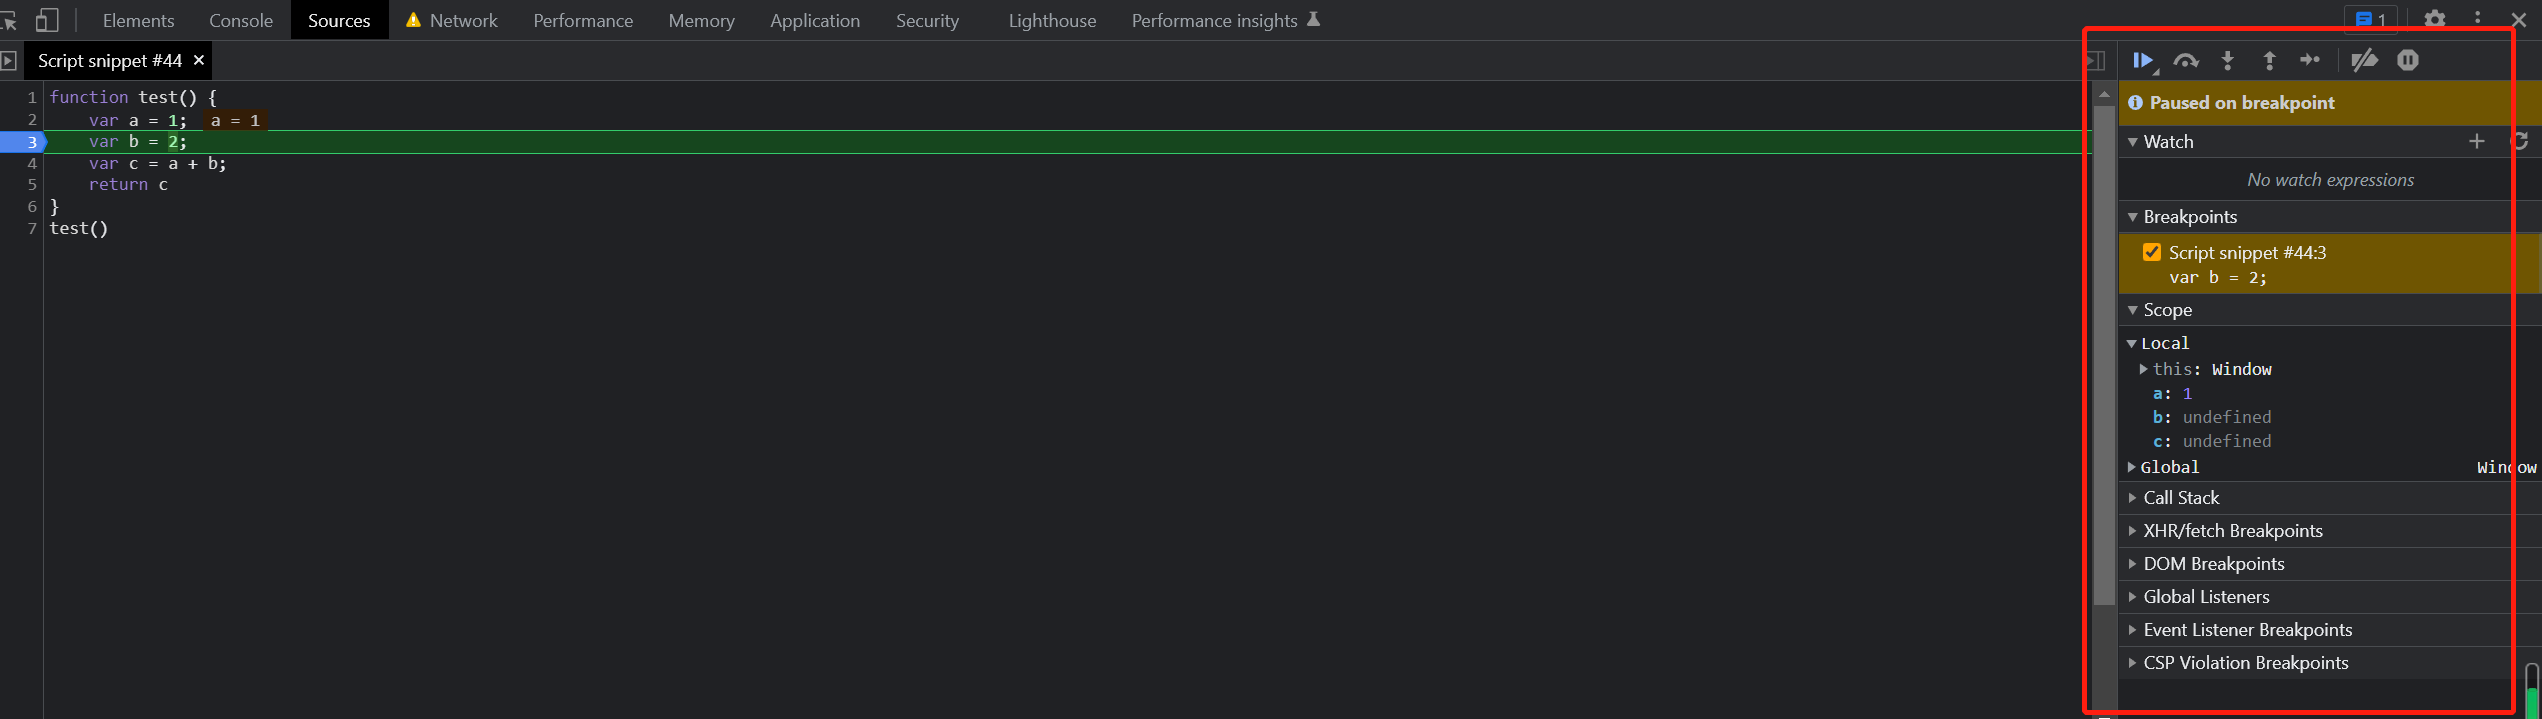 Elements Console Sources Network Performance Memory Application Security Lighthouse Performance insights 1
Script snippet #44 ×
1 function test() {
2 var a = 1; a = 1
3 var b = 2;
4 var c = a + b;
5 return c
6 }
7 test()
Paused on breakpoint
Watch
No watch expressions
Breakpoints
Script snippet #44:3
var b = 2;
Scope
Local
this: Window
a: 1
b: undefined
c: undefined
Global Window
Call Stack
XHR/fetch Breakpoints
DOM Breakpoints
Global Listeners
Event Listener Breakpoints
CSP Violation Breakpoints